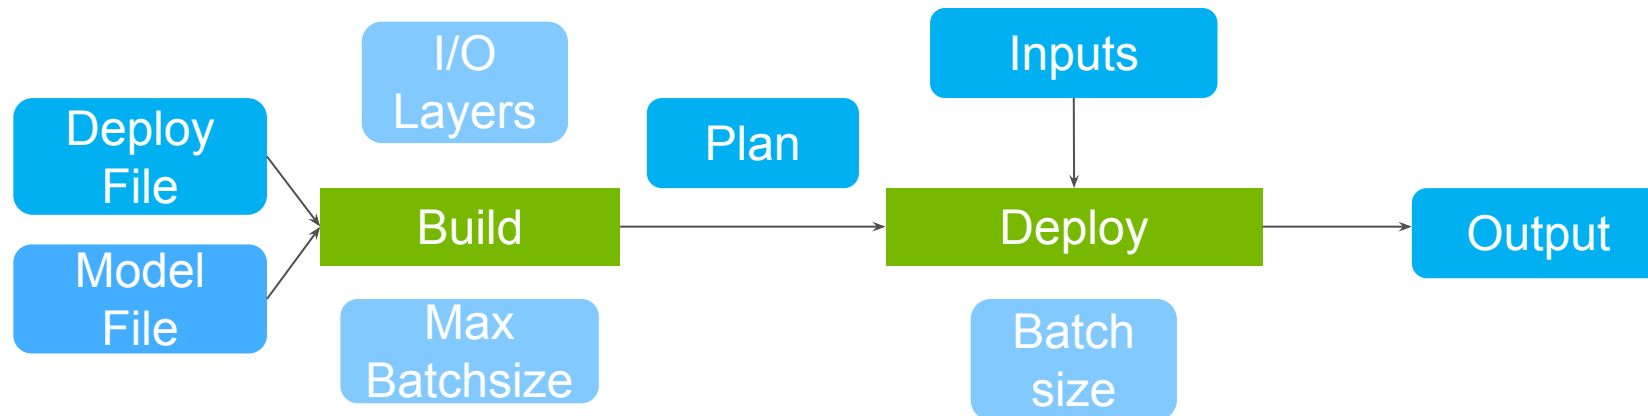 I/O
Layers
Inputs
Deploy
File
Plan
Build
Deploy
Output
Model
File
Max
Batchsize
Batch
size